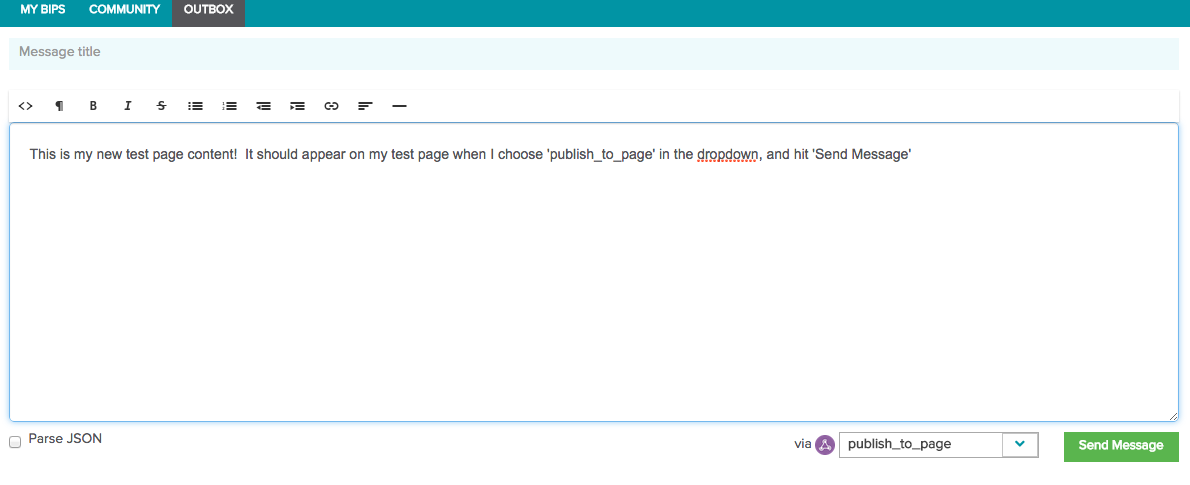 MY BIPS COMMUNITY OUTBOX
Message title
<> ¶ B I S
This is my new test page content!  It should appear on my test page when I choose 'publish_to_page' in the dropdown, and hit 'Send Message'
Parse JSON via publish_to_page Send Message